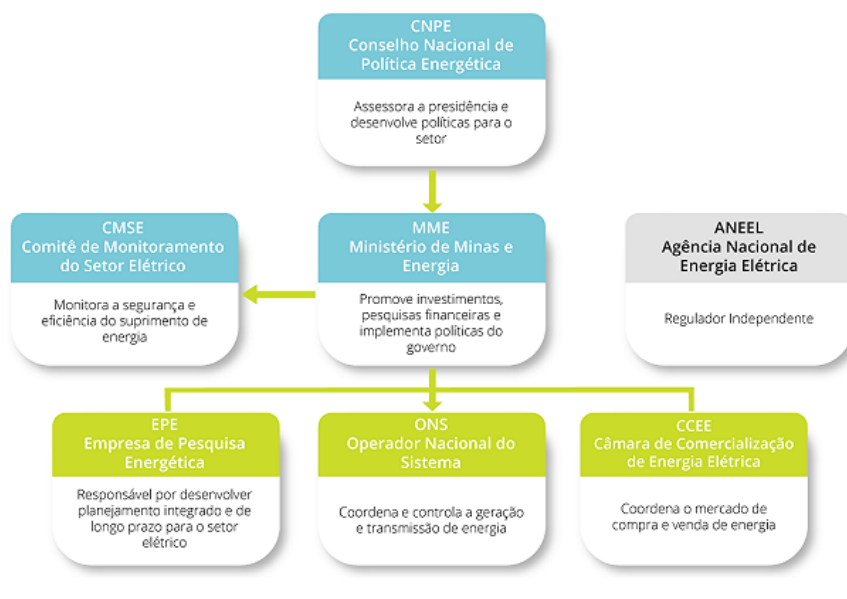 CNPE
Conselho Nacional de
Política Energética
Assessora a presidência e
desenvolve políticas para o
setor
CMSE
Comitê de Monitoramento
do Setor Elétrico
Monitora a segurança e
eficiência do suprimento de
energia
MME
Ministério de Minas e
Energia
Promove investimentos,
pesquisas financeiras e
implementa políticas do
governo
ANEEL
Agência Nacional de
Energia Elétrica
Regulador Independente
EPE
Empresa de Pesquisa
Energética
Responsável por desenvolver
planejamento integrado e de
longo prazo para o setor
elétrico
ONS
Operador Nacional do
Sistema
Coordena e controla a geração
e transmissão de energia
CCEE
Câmara de Comercialização
de Energia Elétrica
Coordena o mercado de
compra e venda de energia